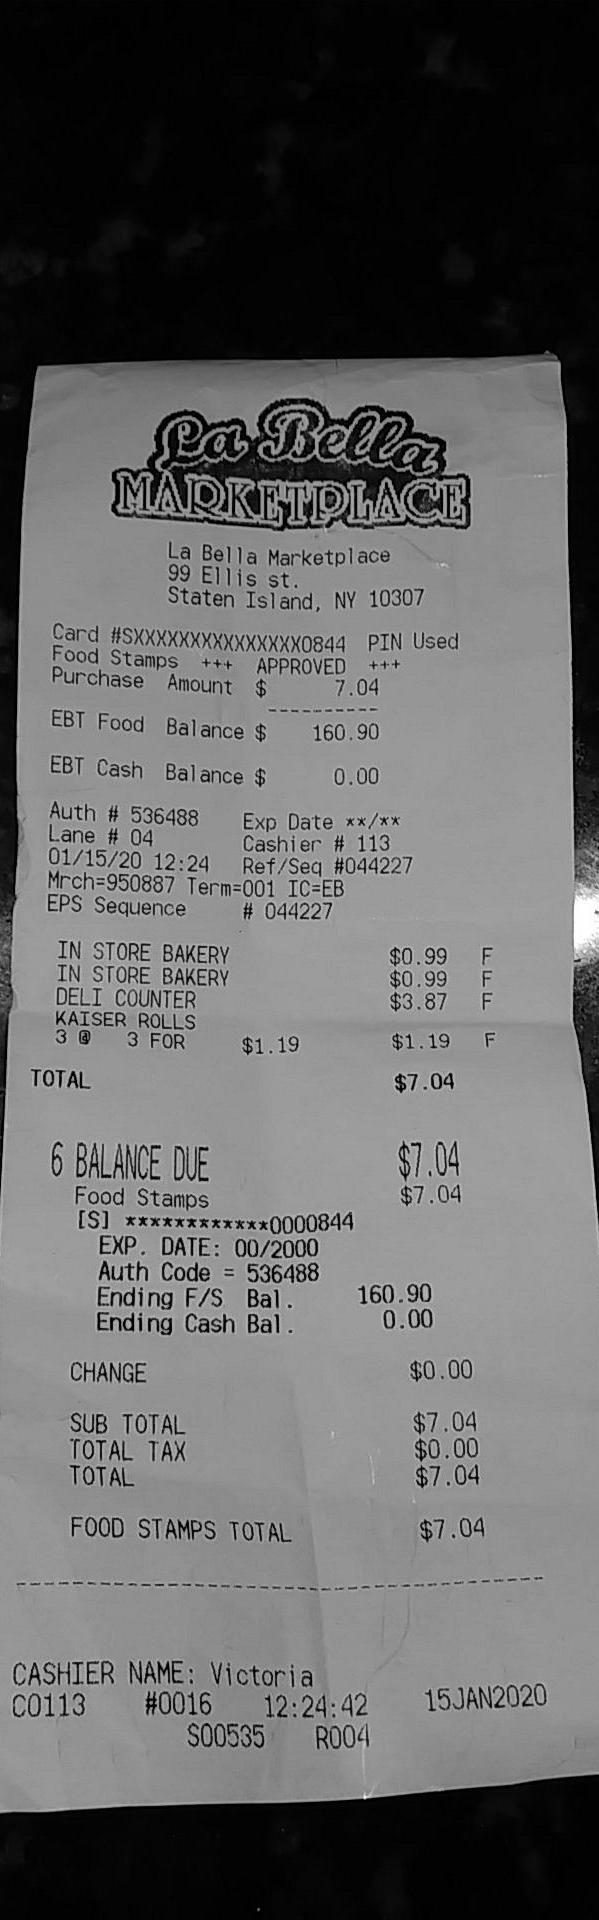 La Bella
MARKETPLACE
La Bella Marketplace
99 Ellis st.
Staten Island, NY 10307
Card #SXXXXXXXXXXXXXXX0844 PIN Used
Food Stamps +++ APPROVED +++
Purchase Amount $ 7.04
----------
EBT Food Balance $ 160.90
EBT Cash Balance $ 0.00
Auth # 536488 Exp Date **/**
Lane # 04 Cashier # 113
01/15/20 12:24 Ref/Seq #044227
Mrch=950887 Term=001 IC=EB
EPS Sequence # 044227
IN STORE BAKERY $0.99 F
IN STORE BAKERY $0.99 F
DELI COUNTER $3.87 F
KAISER ROLLS
3 @ 3 FOR $1.19 $1.19 F
TOTAL $7.04
6 BALANCE DUE $7.04
Food Stamps $7.04
[S] ************0000844
EXP. DATE: 00/2000
Auth Code = 536488
Ending F/S Bal. 160.90
Ending Cash Bal. 0.00
CHANGE $0.00
SUB TOTAL $7.04
TOTAL TAX $0.00
TOTAL $7.04
FOOD STAMPS TOTAL $7.04
CASHIER NAME: Victoria
C0113 #0016 12:24:42 15JAN2020
S00535 R004